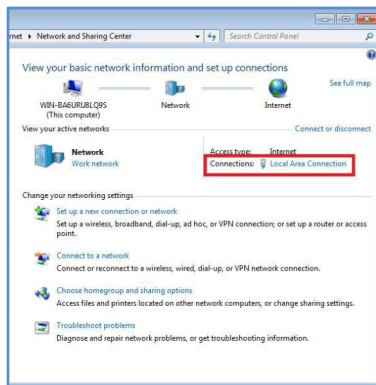 rnet ▸ Network and Sharing Center
Search Control Panel
View your basic network information and set up connections
See full map
WIN-BA6URU8LQ9S
(This computer)
Network
Internet
View your active networks
Connect or disconnect
Network
Work network
Access type: Internet
Connections: Local Area Connection
Change your networking settings
Set up a new connection or network
Set up a wireless, broadband, dial-up, ad hoc, or VPN connection; or set up a router or access
point.
Connect to a network
Connect or reconnect to a wireless, wired, dial-up, or VPN network connection.
Choose homegroup and sharing options
Access files and printers located on other network computers, or change sharing settings.
Troubleshoot problems
Diagnose and repair network problems, or get troubleshooting information.